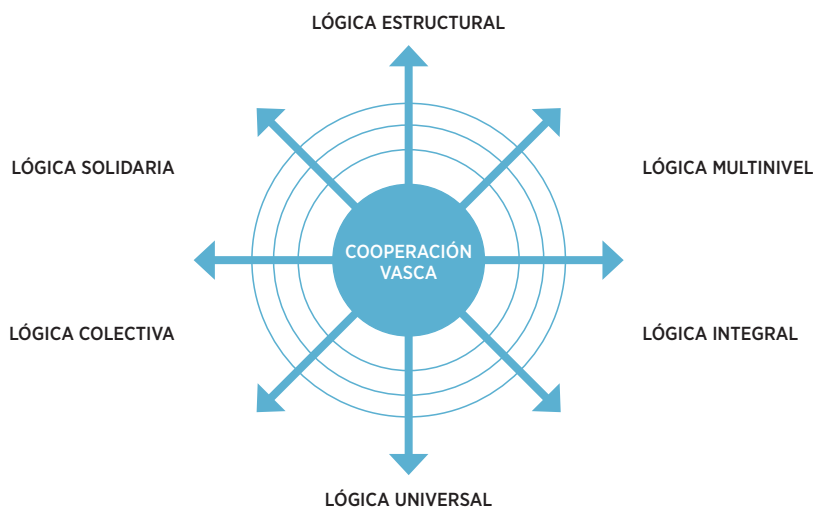 LÓGICA ESTRUCTURAL
LÓGICA SOLIDARIA
LÓGICA MULTINIVEL
COOPERACIÓN
VASCA
LÓGICA COLECTIVA
LÓGICA INTEGRAL
LÓGICA UNIVERSAL